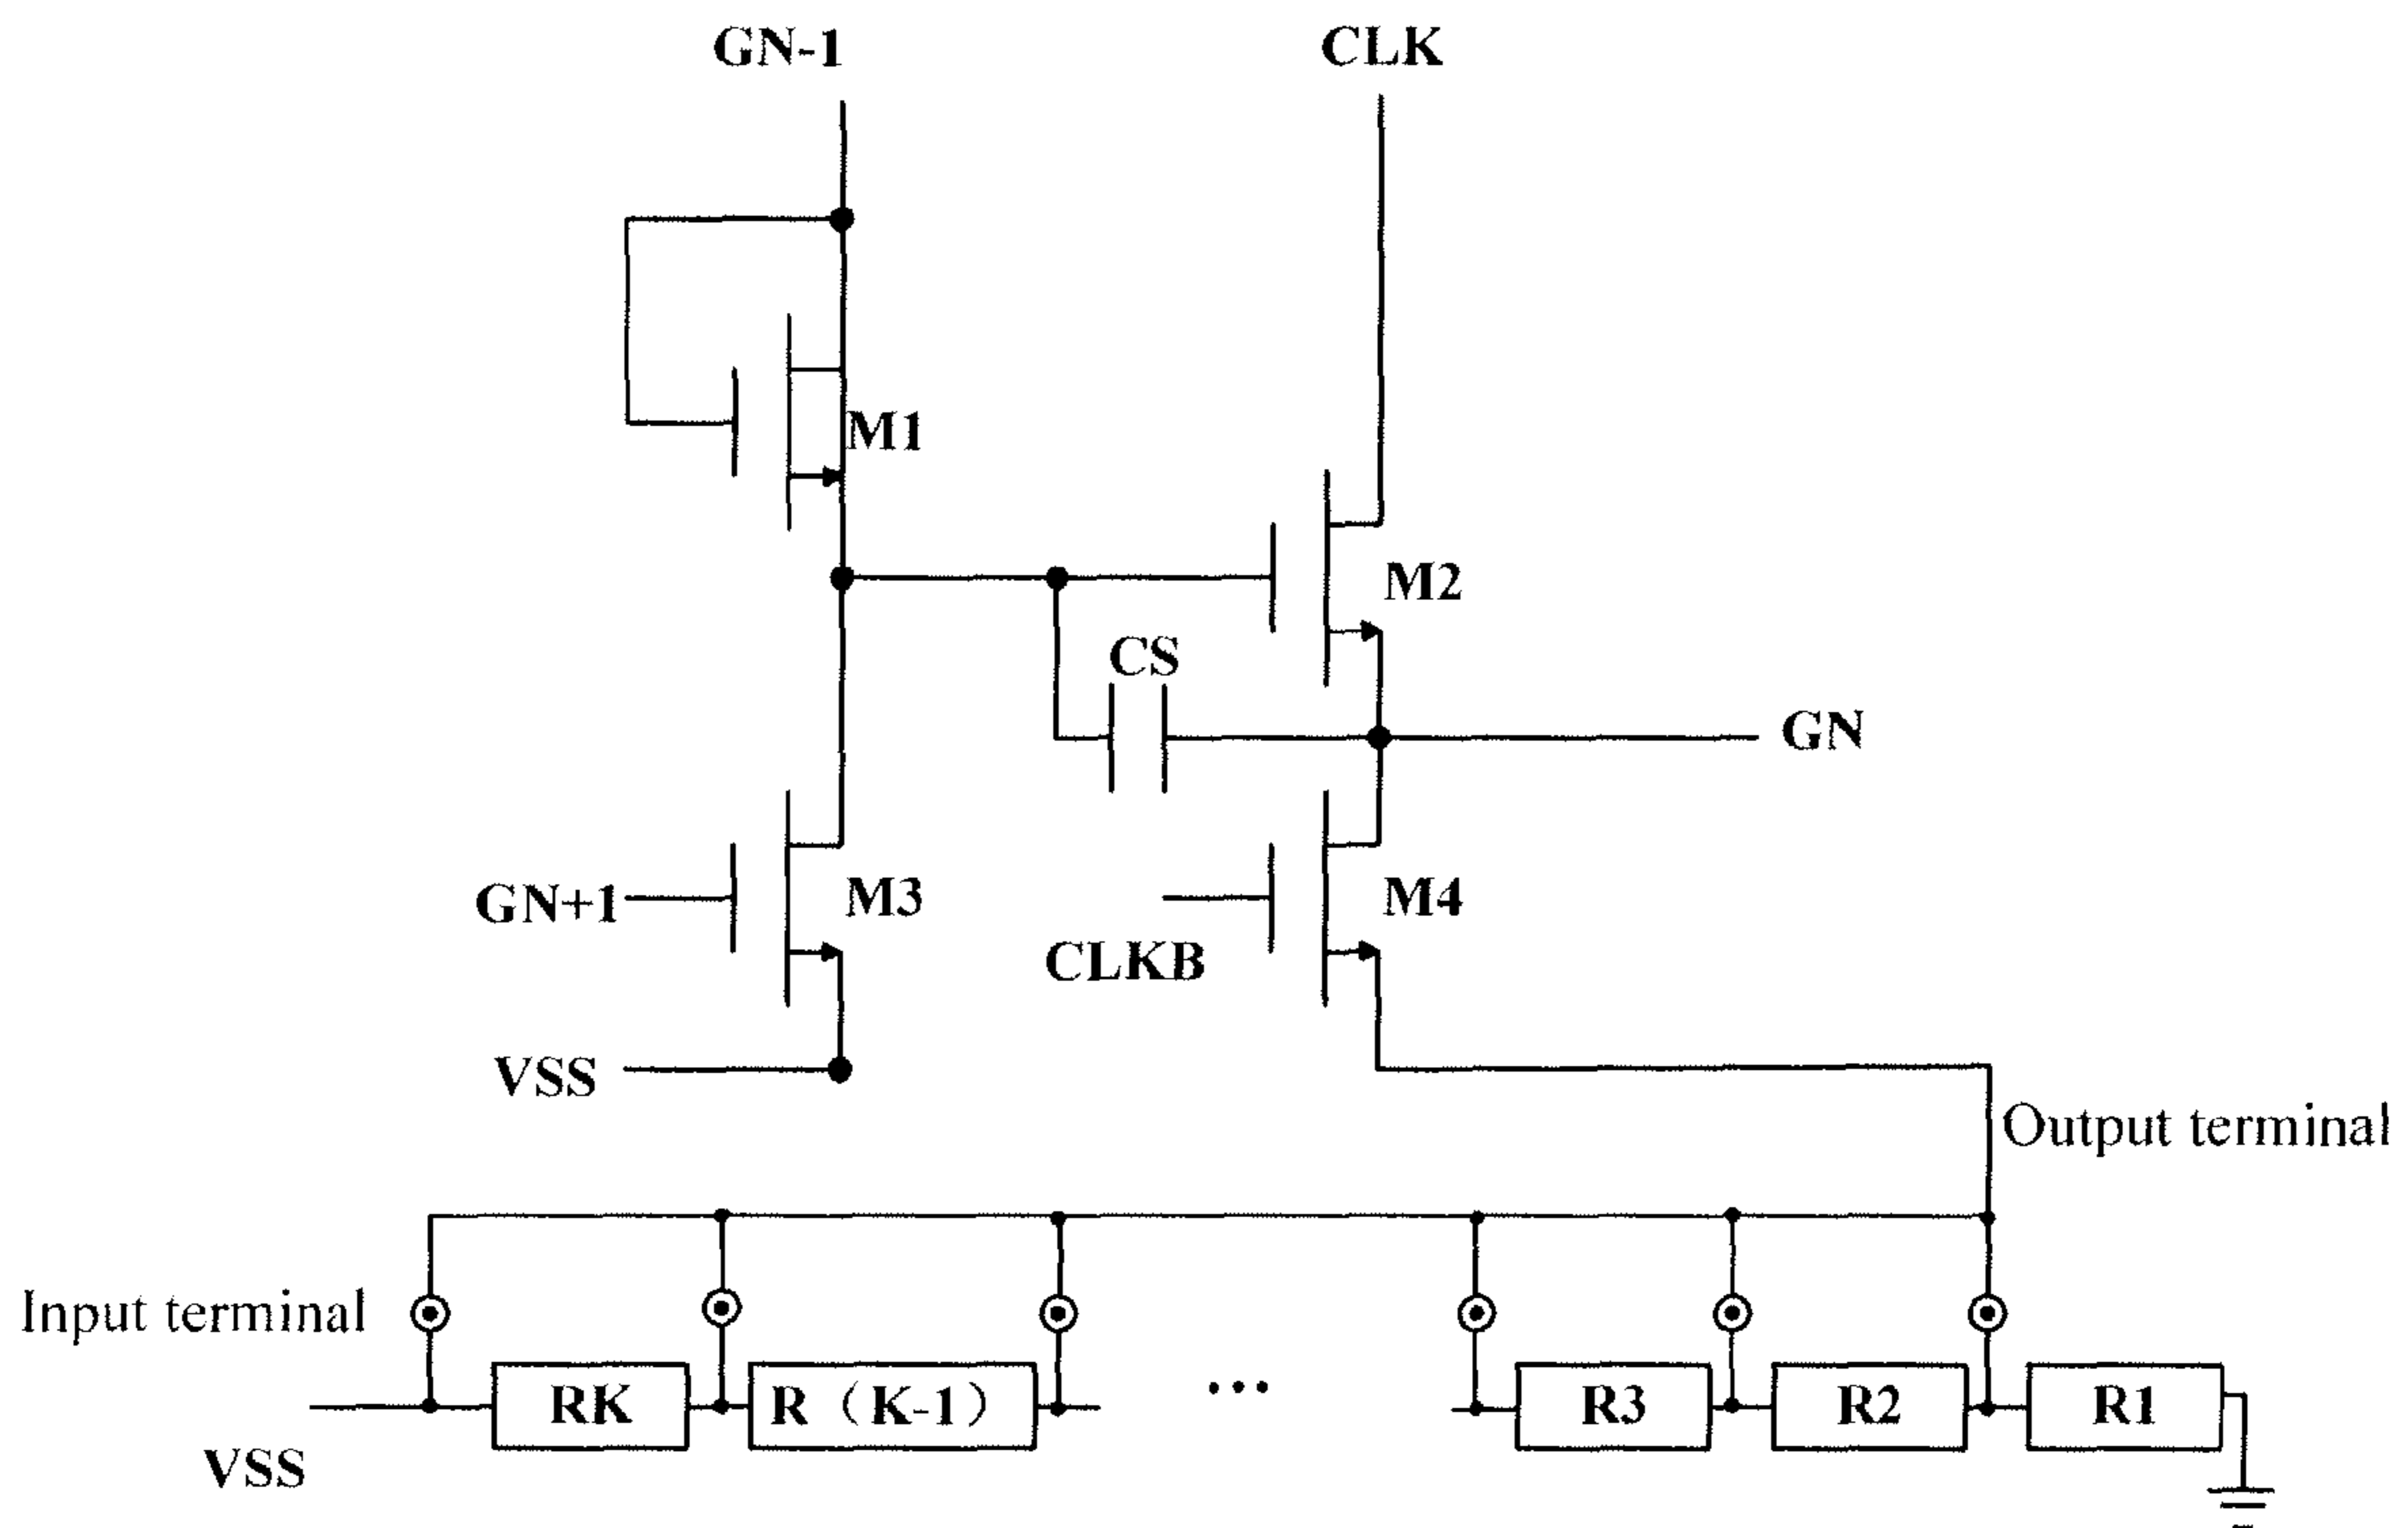 GN-1
CLK
M1
M2
CS
GN
GN+1
M3
M4
CLKB
VSS
Output terminal
Input terminal
RK
R（K-1）
...
R3
R2
R1
VSS